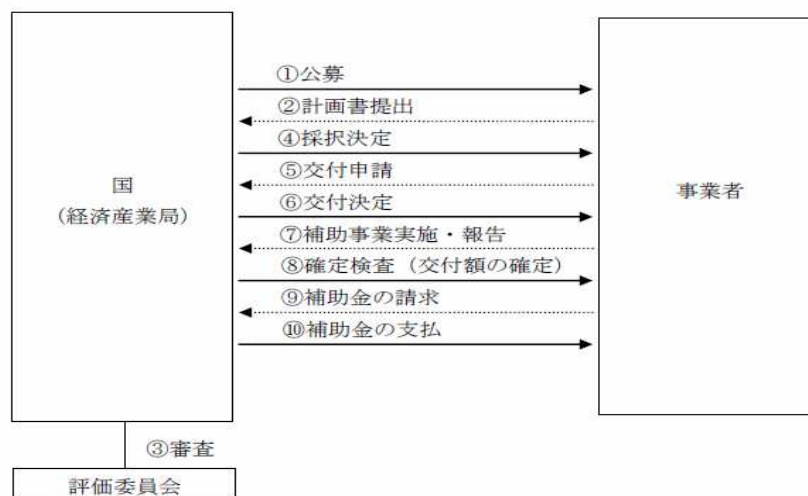 ①公募
②計画書提出
④採択決定
⑤交付申請
⑥交付決定
⑦補助事業実施・報告
⑧確定検査（交付額の確定）
⑨補助金の請求
⑩補助金の支払
国
（経済産業局）
事業者
③審査
評価委員会